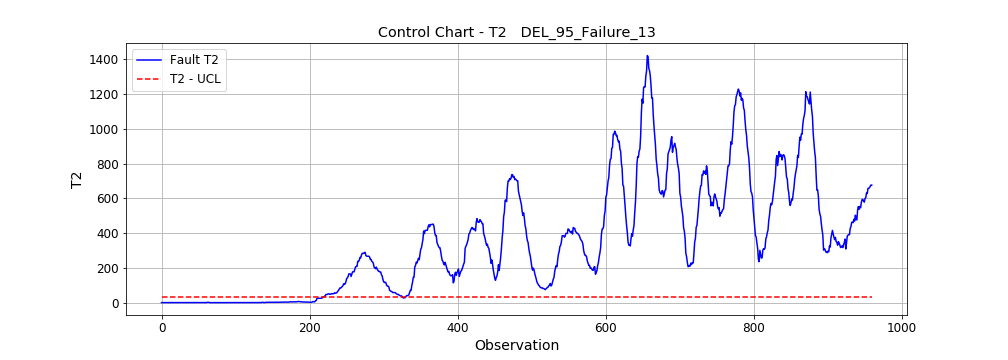 Control Chart - T2   DEL_95_Failure_13
Fault T2
T2 - UCL
1400
1200
1000
800
600
400
200
0
T2
0 200 400 600 800 1000
Observation